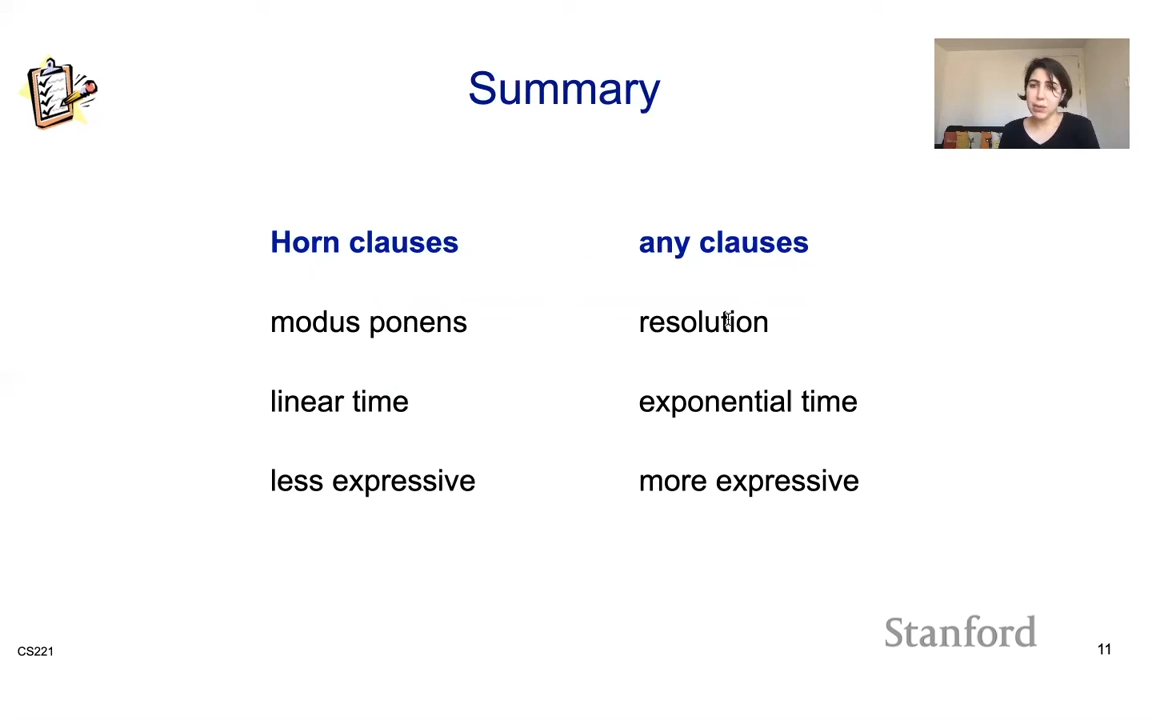 Summary
Horn clauses any clauses
modus ponens resolution
linear time exponential time
less expressive more expressive
Stanford
CS221 11